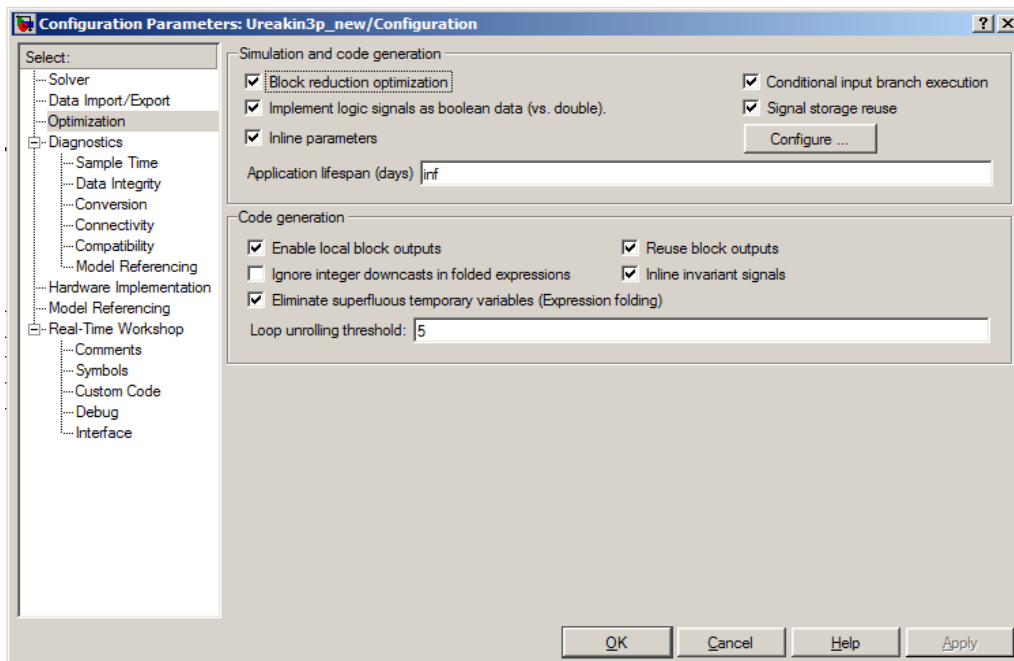 Configuration Parameters: Ureakin3p_new/Configuration
Select:
Solver
Data Import/Export
Optimization
Diagnostics
Sample Time
Data Integrity
Conversion
Connectivity
Compatibility
Model Referencing
Hardware Implementation
Model Referencing
Real-Time Workshop
Comments
Symbols
Custom Code
Debug
Interface
Simulation and code generation
Block reduction optimization
Conditional input branch execution
Implement logic signals as boolean data (vs. double).
Signal storage reuse
Inline parameters
Configure ...
Application lifespan (days) inf
Code generation
Enable local block outputs
Reuse block outputs
Ignore integer downcasts in folded expressions
Inline invariant signals
Eliminate superfluous temporary variables (Expression folding)
Loop unrolling threshold: 5
OK Cancel Help Apply